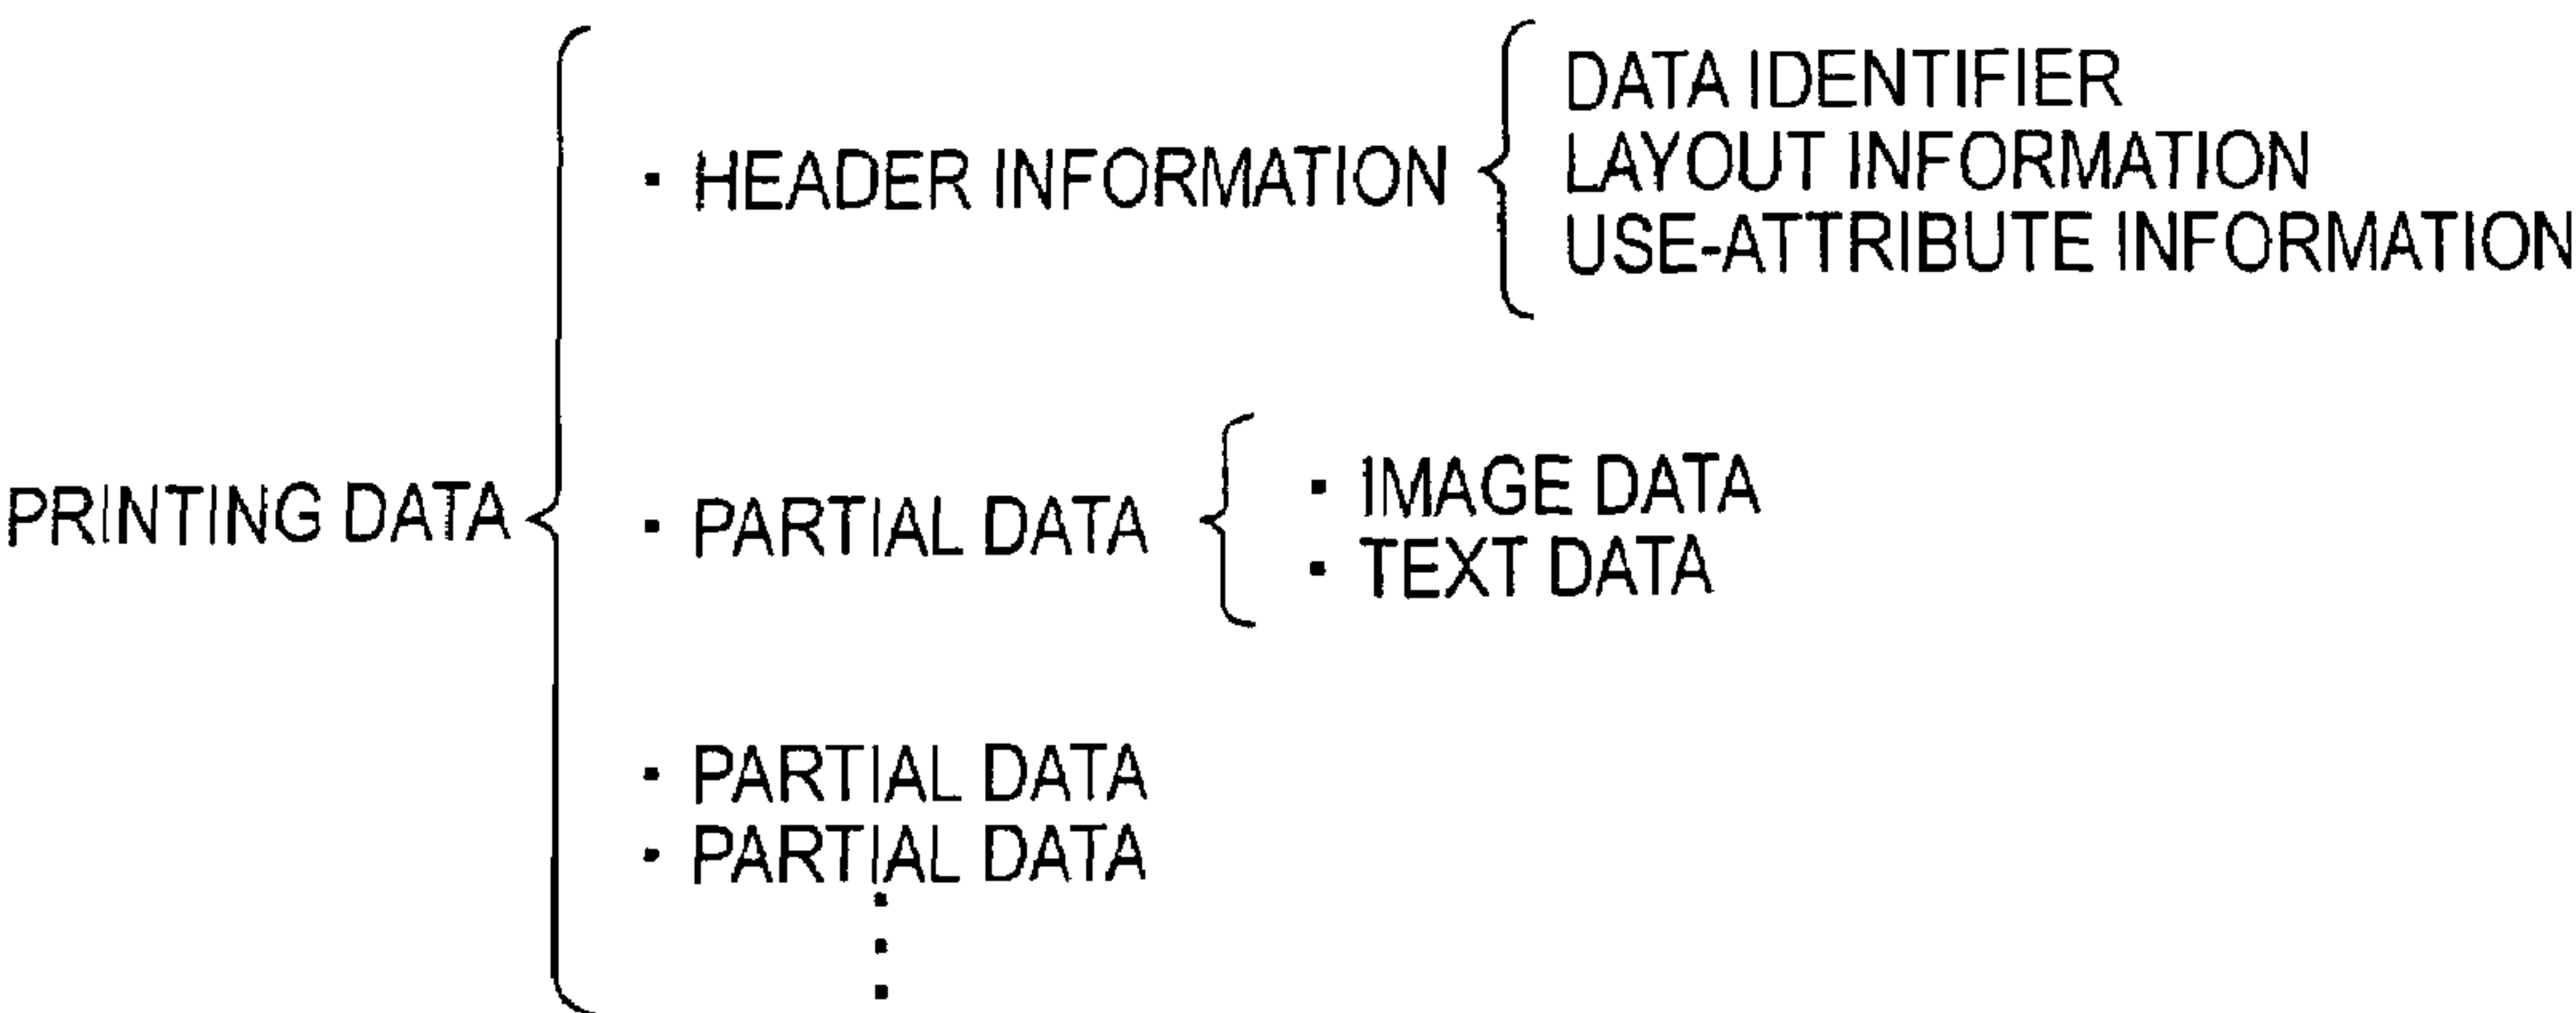 DATA IDENTIFIER
· HEADER INFORMATION
LAYOUT INFORMATION
USE-ATTRIBUTE INFORMATION
PRINTING DATA
· PARTIAL DATA
· IMAGE DATA
· TEXT DATA
· PARTIAL DATA
· PARTIAL DATA